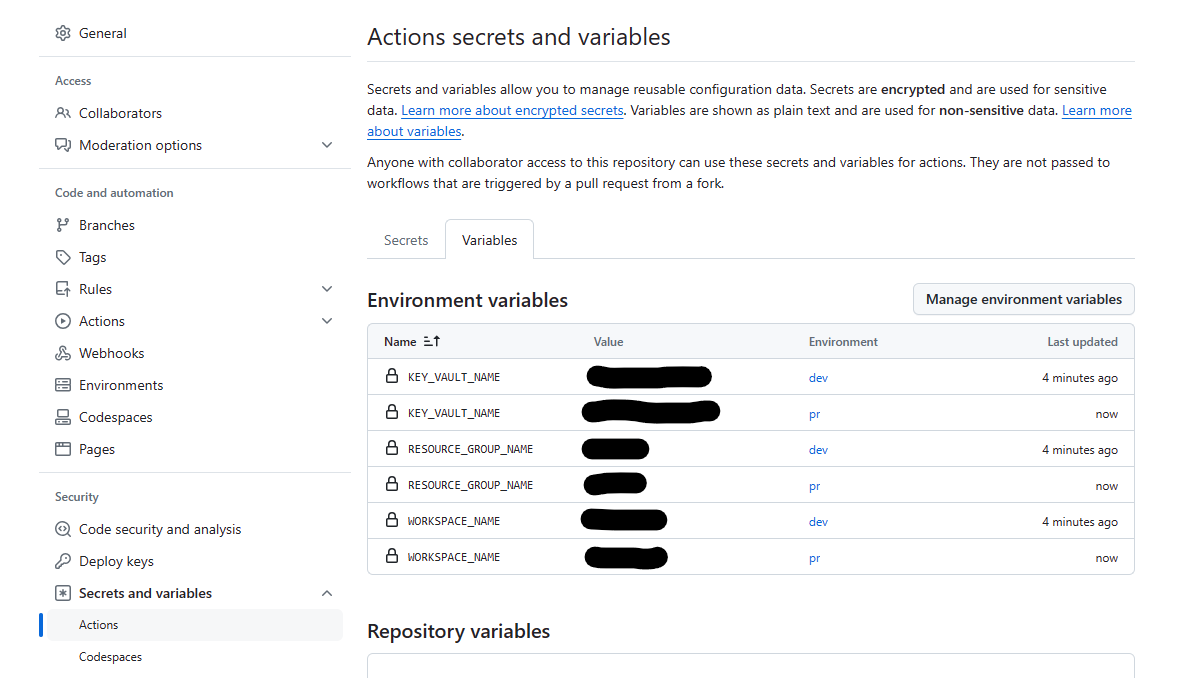 General
Access
Collaborators
Moderation options
Code and automation
Branches
Tags
Rules
Actions
Webhooks
Environments
Codespaces
Pages
Security
Code security and analysis
Deploy keys
Secrets and variables
Actions
Codespaces
Actions secrets and variables
Secrets and variables allow you to manage reusable configuration data. Secrets are encrypted and are used for sensitive
data. Learn more about encrypted secrets. Variables are shown as plain text and are used for non-sensitive data. Learn more
about variables.
Anyone with collaborator access to this repository can use these secrets and variables for actions. They are not passed to
workflows that are triggered by a pull request from a fork.
Secrets Variables
Environment variables Manage environment variables
Name Value Environment Last updated
KEY_VAULT_NAME dev 4 minutes ago
KEY_VAULT_NAME pr now
RESOURCE_GROUP_NAME dev 4 minutes ago
RESOURCE_GROUP_NAME pr now
WORKSPACE_NAME dev 4 minutes ago
WORKSPACE_NAME pr now
Repository variables